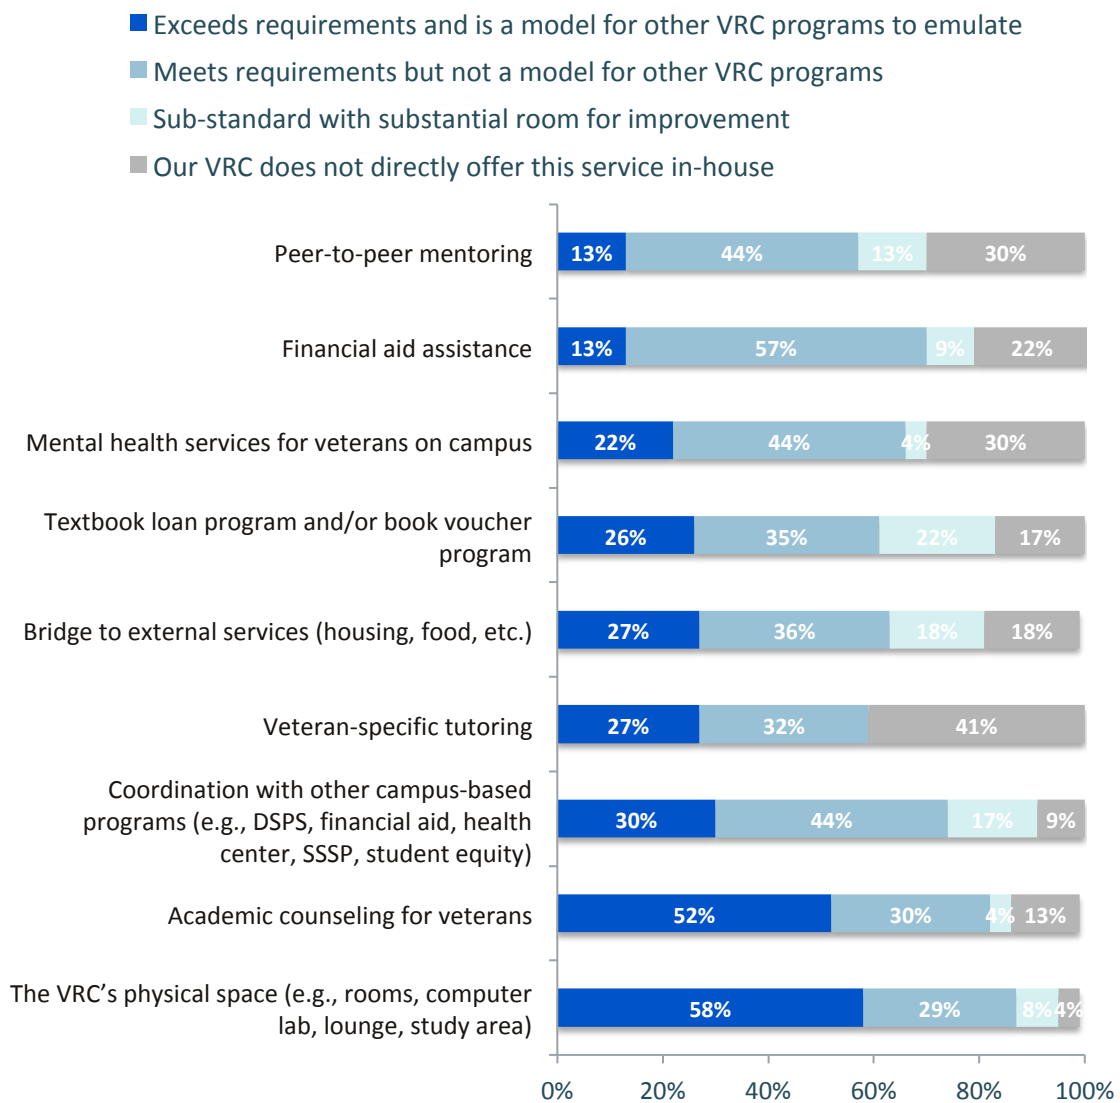 Exceeds requirements and is a model for other VRC programs to emulate
Meets requirements but not a model for other VRC programs
Sub-standard with substantial room for improvement
Our VRC does not directly offer this service in-house
Peer-to-peer mentoring
13% 44% 13% 30%
Financial aid assistance
13% 57% 9% 22%
Mental health services for veterans on campus
22% 44% 4% 30%
Textbook loan program and/or book voucher
program
26% 35% 22% 17%
Bridge to external services (housing, food, etc.)
27% 36% 18% 18%
Veteran-specific tutoring
27% 32% 41%
Coordination with other campus-based
programs (e.g., DSPS, financial aid, health
center, SSSP, student equity)
30% 44% 17% 9%
Academic counseling for veterans
52% 30% 4% 13%
The VRC’s physical space (e.g., rooms, computer
lab, lounge, study area)
58% 29% 8% 4%
0% 20% 40% 60% 80% 100%